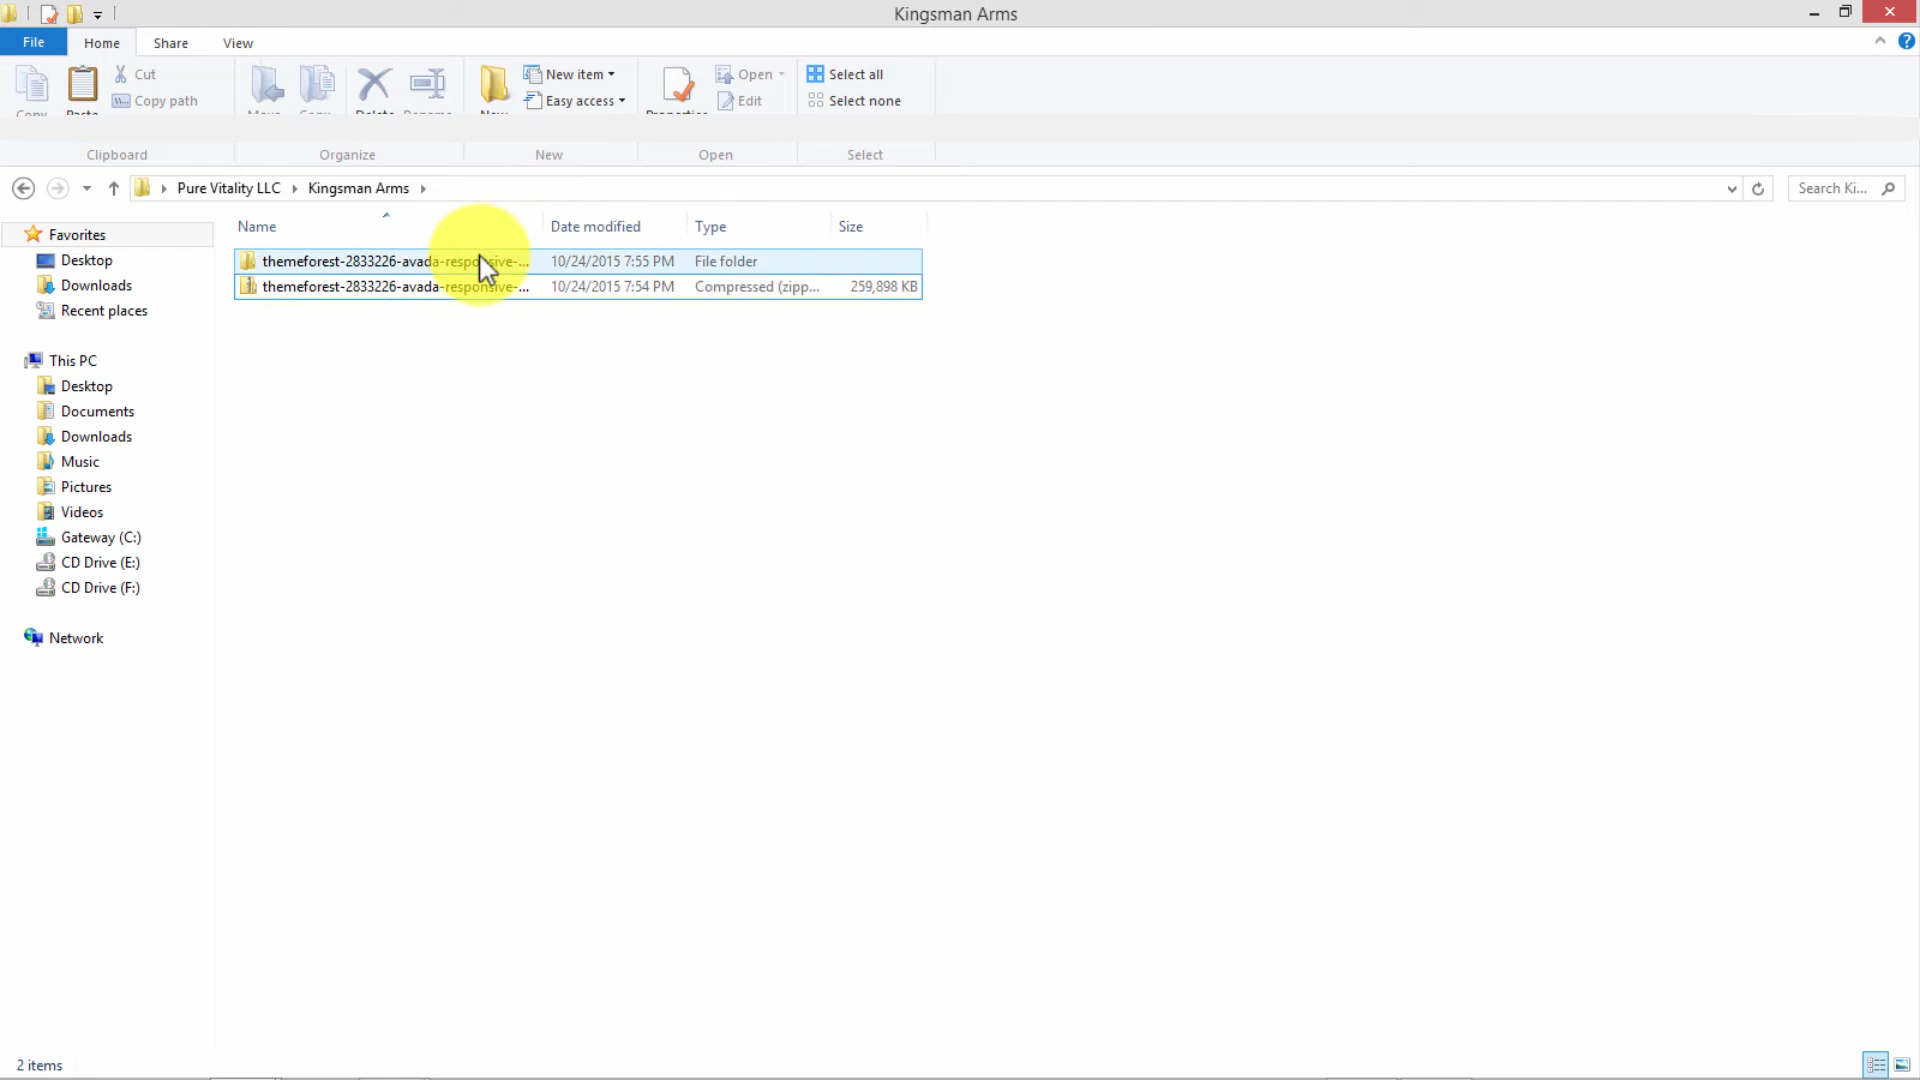 Kingsman Arms
File Home Share View
Cut
Copy path
New item
Easy access
Open
Edit
Select all
Select none
Clipboard Organize New Open Select
Pure Vitality LLC Kingsman Arms
Search Ki...
Name Date modified Type Size
themeforest-2833226-avada-responsive-... 10/24/2015 7:55 PM File folder
themeforest-2833226-avada-responsive-... 10/24/2015 7:54 PM Compressed (zipp... 259,898 KB
Favorites
Desktop
Downloads
Recent places
This PC
Desktop
Documents
Downloads
Music
Pictures
Videos
Gateway (C:)
CD Drive (E:)
CD Drive (F:)
Network
2 items